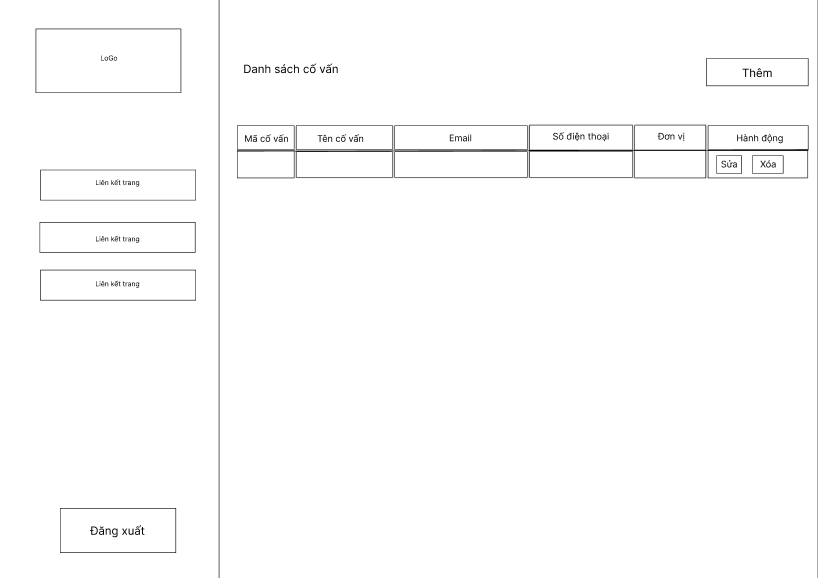 LoGo
Liên kết trang
Liên kết trang
Liên kết trang
Đăng xuất
Danh sách cố vấn
Thêm
Mã cố vấn Tên cố vấn Email Số điện thoại Đơn vị Hành động
Sửa Xóa